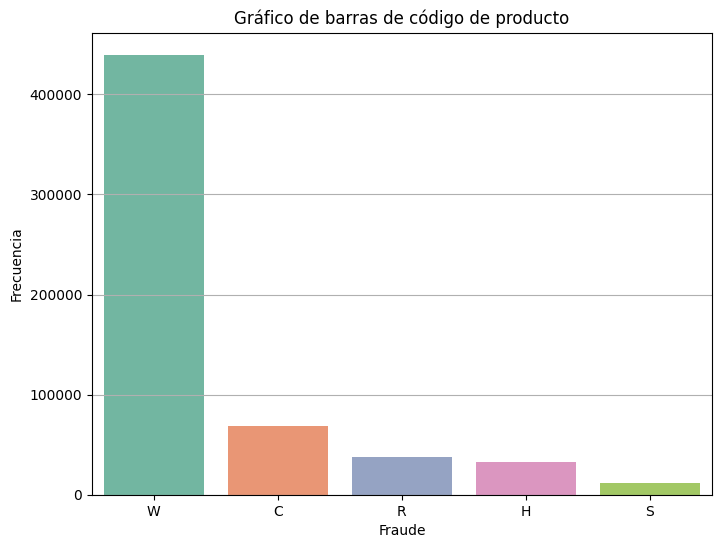 Gráfico de barras de código de producto
Frecuencia
400000
300000
200000
100000
0
W C R H S
Fraude